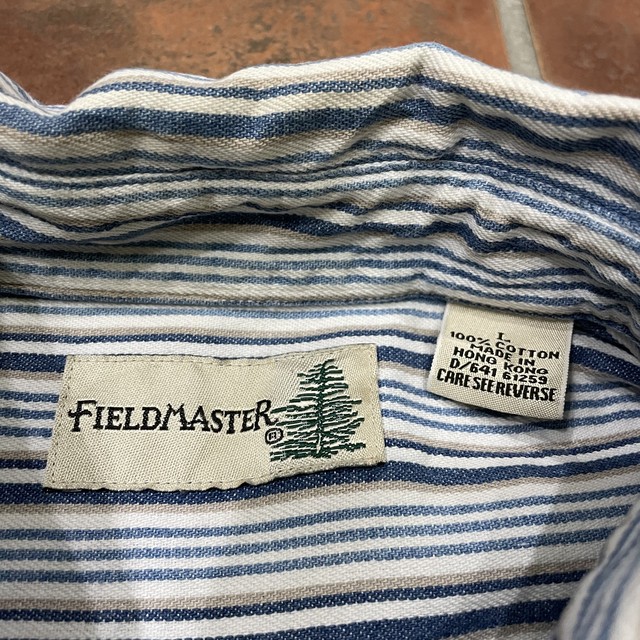 FIELDMASTER®
L
100% COTTON
MADE IN
HONG KONG
D/641 61259
CARE SEE REVERSE